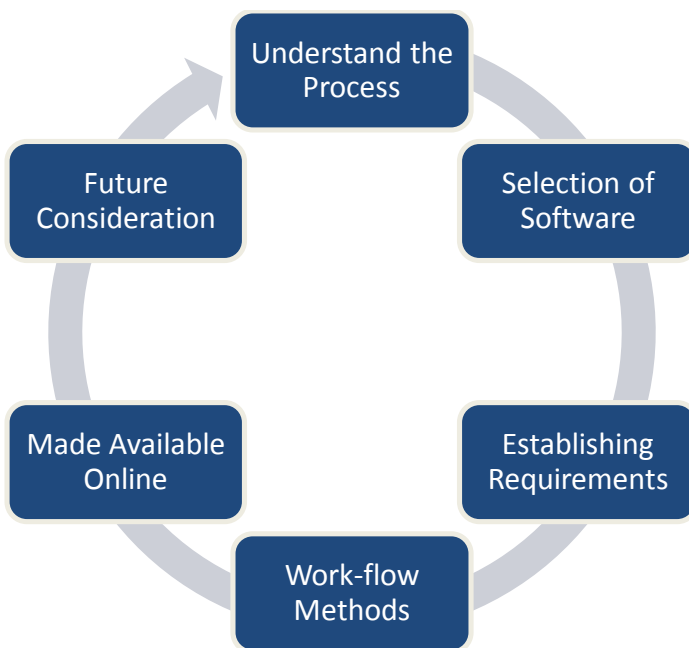 Understand the
Process
Selection of
Software
Establishing
Requirements
Work-flow
Methods
Made Available
Online
Future
Consideration